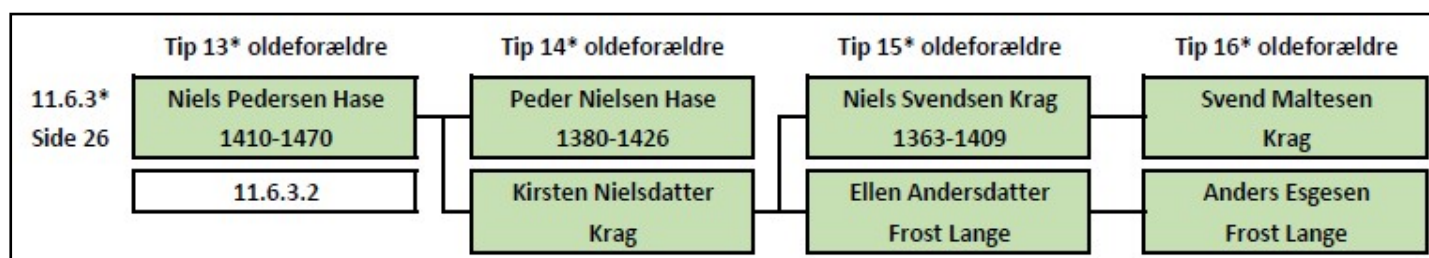 Tip 13* oldeforældre Tip 14* oldeforældre Tip 15* oldeforældre Tip 16* oldeforældre
11.6.3* Niels Pedersen Hase Peder Nielsen Hase Niels Svendsen Krag Svend Maltesen
Side 26 1410-1470 1380-1426 1363-1409 Krag
11.6.3.2 Kirsten Nielsdatter Ellen Andersdatter Anders Esgesen
Krag Frost Lange Frost Lange